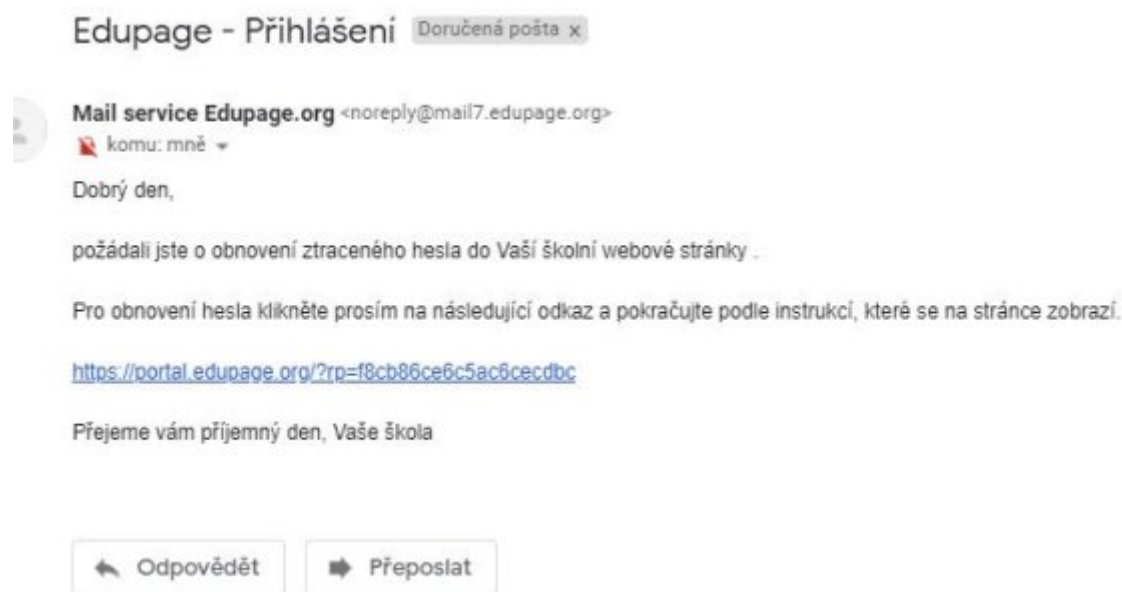 Edupage - Přihlášení Doručená pošta x
Mail service Edupage.org <noreply@mail7.edupage.org>
komu: mně
Dobrý den,
požádali jste o obnovení ztraceného hesla do Vaší školní webové stránky .
Pro obnovení hesla klikněte prosím na následující odkaz a pokračujte podle instrukcí, které se na stránce zobrazí.
https://portal.edupage.org/?rp=f8cb86ce6c5ac6cecdbc
Přejeme vám příjemný den, Vaše škola
Odpovědět Přeposlat